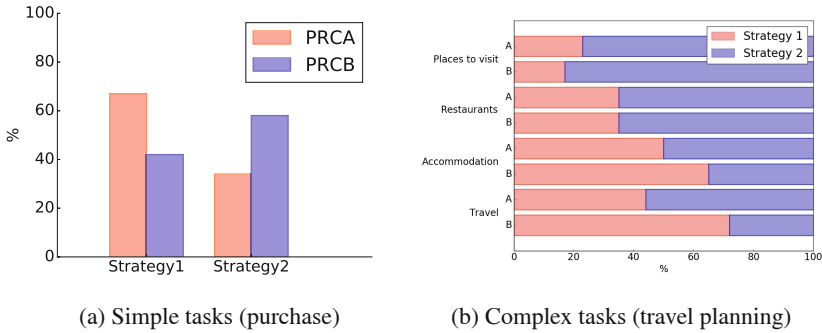 100
80
60
40
20
0
%
PRCA
PRCB
Strategy1 Strategy2
(a) Simple tasks (purchase)
Strategy 1
Strategy 2
Places to visit
A
B
Restaurants
A
B
Accommodation
A
B
Travel
A
B
0 20 40 60 80 100
%
(b) Complex tasks (travel planning)